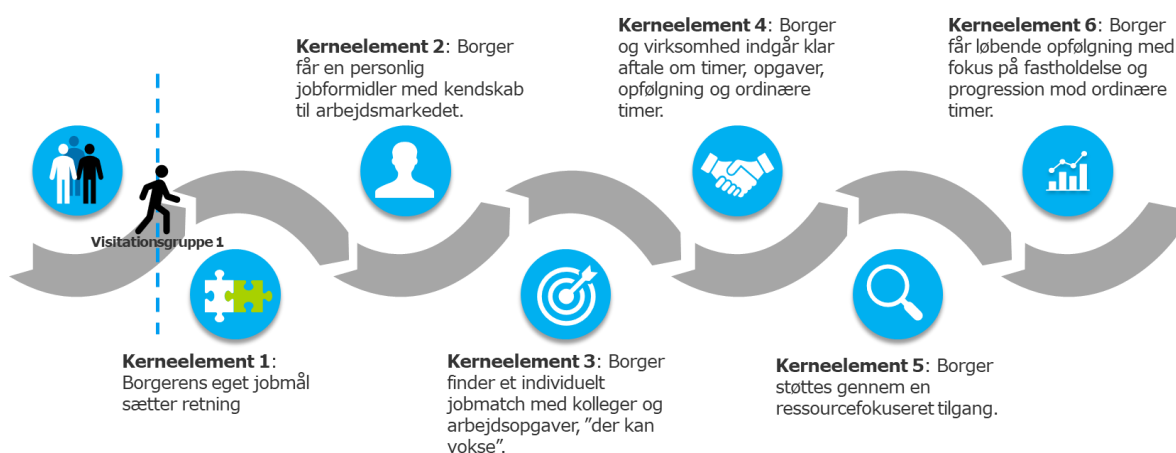 Visitationsgruppe 1
Kerneelement 1:
Borgerens eget jobmål
sætter retning
Kerneelement 2: Borger
får en personlig
jobformidler med kendskab
til arbejdsmarkedet.
Kerneelement 3: Borger
finder et individuelt
jobmatch med kolleger og
arbejdsopgaver, ”der kan
vokse”.
Kerneelement 4: Borger
og virksomhed indgår klar
aftale om timer, opgaver,
opfølgning og ordinære
timer.
Kerneelement 5: Borger
støttes gennem en
ressourcefokuseret tilgang.
Kerneelement 6: Borger
får løbende opfølgning med
fokus på fastholdelse og
progression mod ordinære
timer.